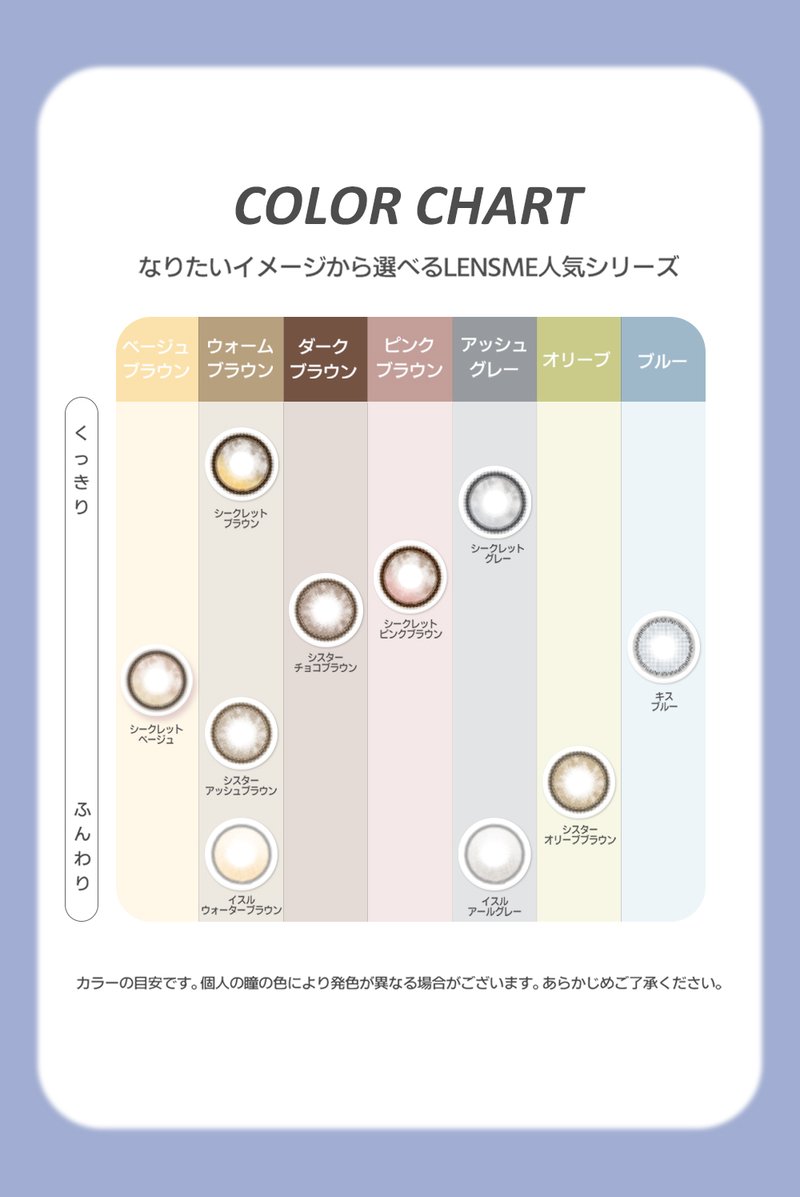 COLOR CHART
なりたいイメージから選べるLENSME人気シリーズ
ベージュ
ブラウン
ウォーム
ブラウン
ダーク
ブラウン
ピンク
ブラウン
アッシュ
グレー
オリーブ
ブルー
くっきり
ふんわり
シークレット
ブラウン
シークレット
グレー
シークレット
ピンクブラウン
シスター
チョコブラウン
キス
ブルー
シークレット
ベージュ
シスター
アッシュブラウン
シスター
オリーブブラウン
イスル
ウォーターブラウン
イスル
アールグレー
カラーの目安です。個人の瞳の色により発色が異なる場合がございます。あらかじめご了承ください。